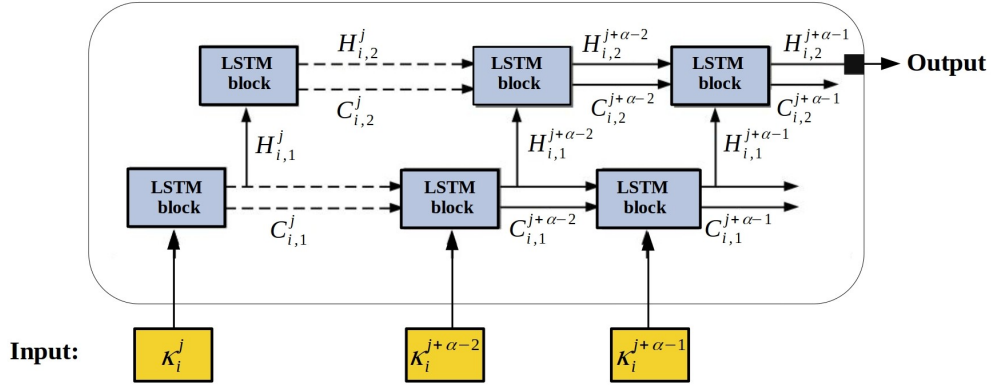 H_{i,2}^{j} H_{i,2}^{j+α−2} H_{i,2}^{j+α−1}
LSTM block LSTM block LSTM block Output
C_{i,2}^{j} C_{i,2}^{j+α−2} C_{i,2}^{j+α−1}
H_{i,1}^{j} H_{i,1}^{j+α−2} H_{i,1}^{j+α−1}
LSTM block LSTM block LSTM block
C_{i,1}^{j} C_{i,1}^{j+α−2} C_{i,1}^{j+α−1}
Input: κ_{i}^{j} κ_{i}^{j+α−2} κ_{i}^{j+α−1}